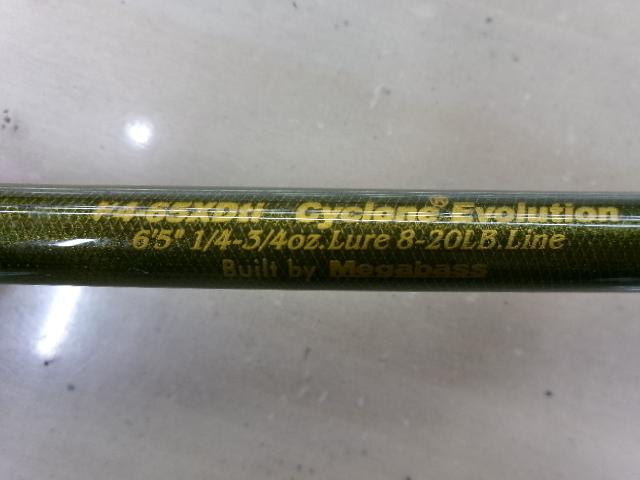 F4-65XDti Cyclone® Evolution
6'5" 1/4-3/4oz.Lure 8-20LB.Line
Built by Megabass